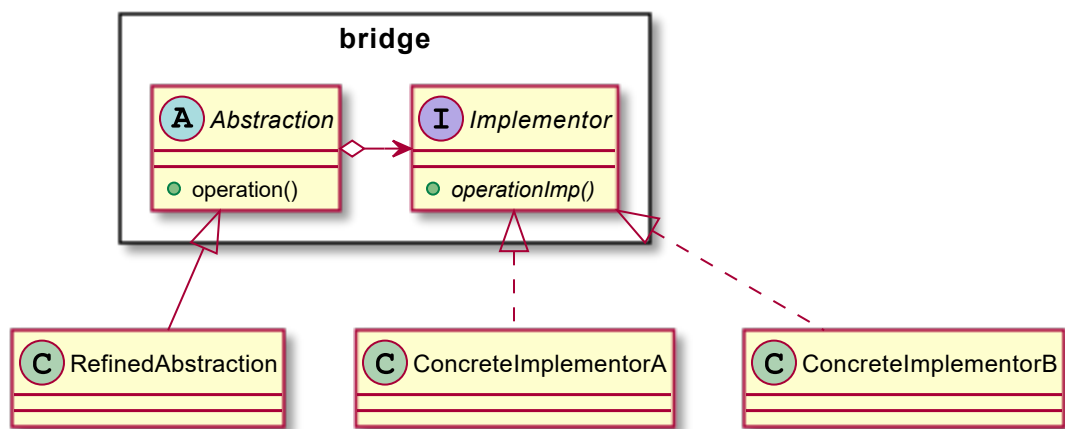 bridge
A Abstraction
operation()
I Implementor
operationImp()
C RefinedAbstraction
C ConcreteImplementorA
C ConcreteImplementorB